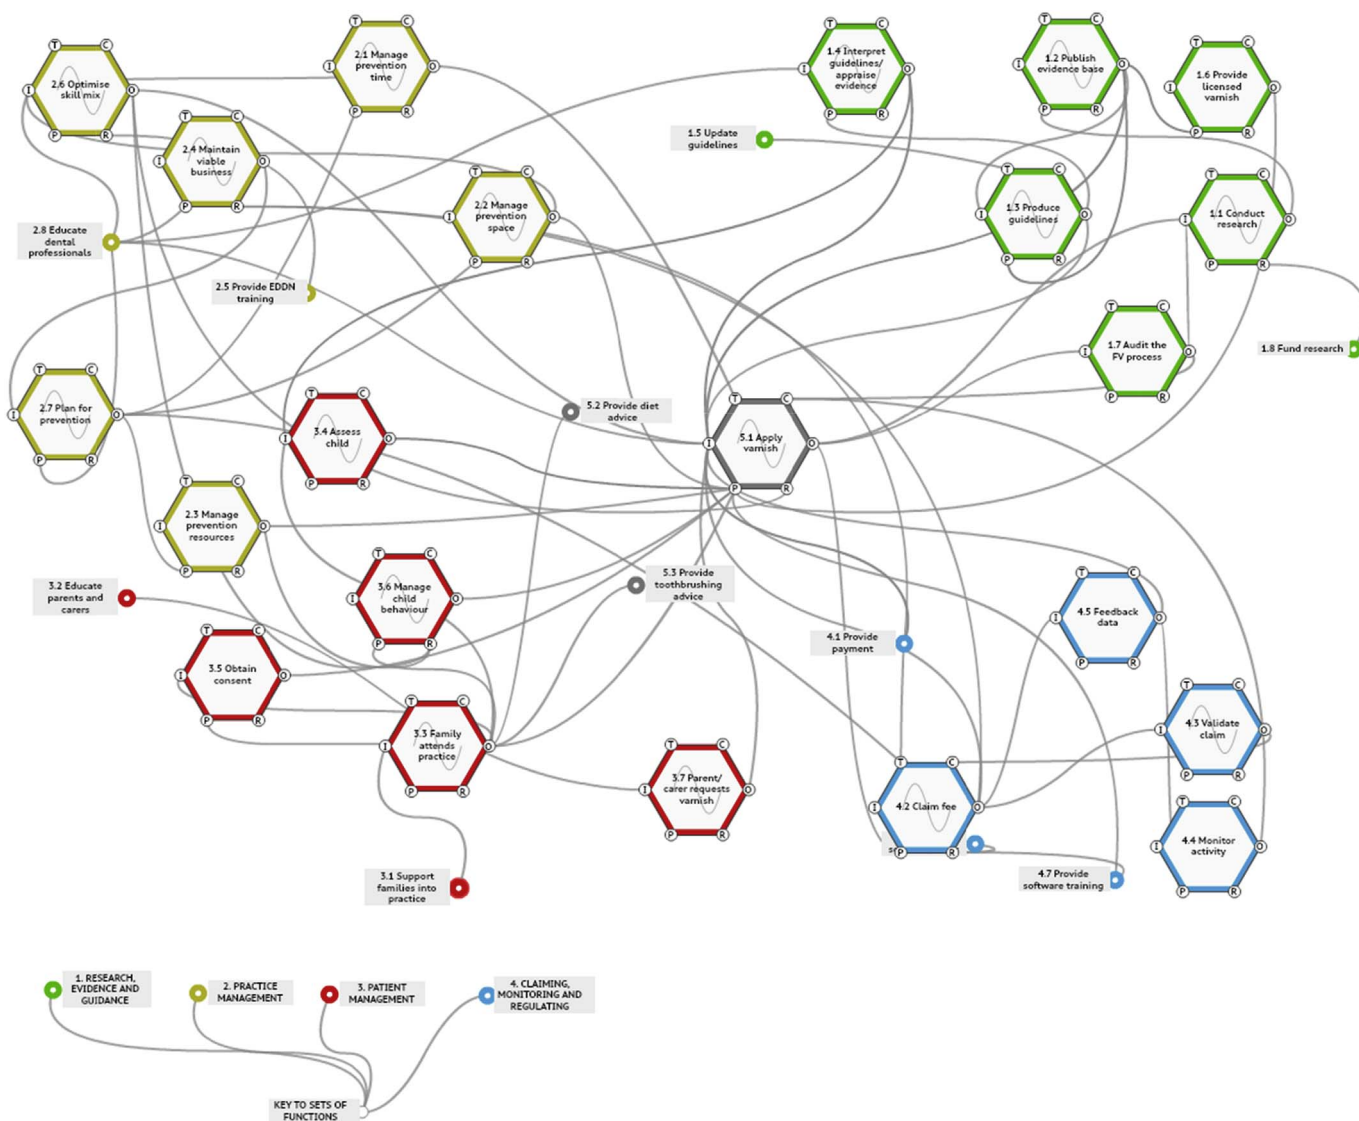 2.1 Manage
prevention
time
1.4 Interpret
guidelines/
appraise
evidence
1.2 Publish
evidence base
1.6 Provide
licensed
varnish
2.6 Optimise
skill mix
2.4 Maintain
viable
business
1.5 Update
guidelines
2.2 Manage
prevention
space
1.3 Produce
guidelines
1.1 Conduct
research
2.8 Educate
dental
professionals
2.5 Provide EDDN
training
1.7 Audit the
FV process
1.8 Fund research
2.7 Plan for
prevention
3.4 Assess
child
5.2 Provide diet
advice
5.1 Apply
varnish
2.3 Manage
prevention
resources
3.2 Educate
parents and
carers
3.6 Manage
child
behaviour
5.3 Provide
toothbrushing
advice
4.5 Feedback
data
4.1 Provide
payment
3.5 Obtain
consent
3.3 Family
attends
practice
4.3 Validate
claim
3.7 Parent/
carer requests
varnish
4.2 Claim fee
4.4 Monitor
activity
3.1 Support
families into
practice
4.7 Provide
software training
1. RESEARCH,
EVIDENCE AND
GUIDANCE
2. PRACTICE
MANAGEMENT
3. PATIENT
MANAGEMENT
4. CLAIMING,
MONITORING AND
REGULATING
KEY TO SETS OF
FUNCTIONS